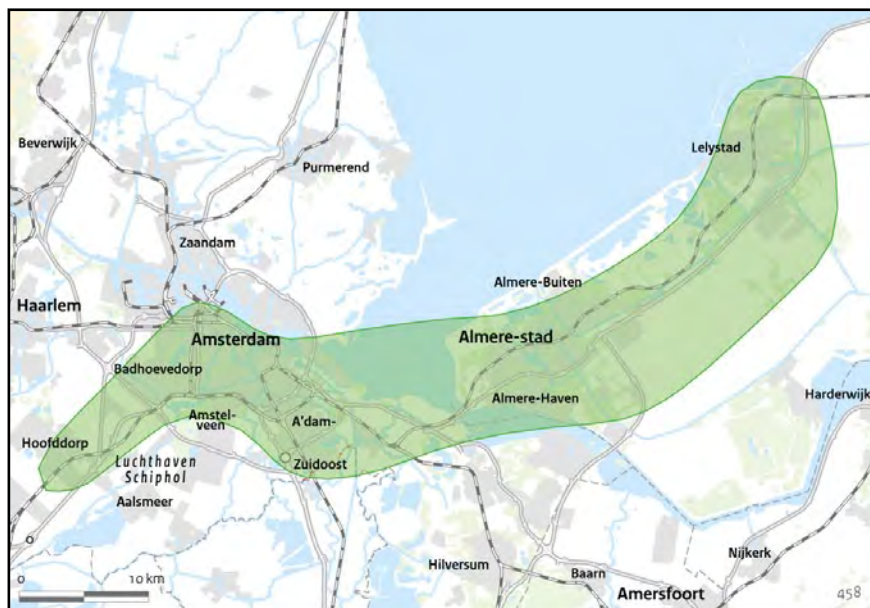 Beverwijk
Purmerend
Lelystad
Zaandam
Almere-Buiten
Haarlem
Amsterdam
Almere-stad
Badhoevedorp
Almere-Haven
Harderwijk
Amstel-
veen
A'dam-
Hoofddorp
Zuidoost
Luchthaven
Schiphol
Aalsmeer
Nijkerk
Hilversum
Baarn
Amersfoort
0 10 km
458